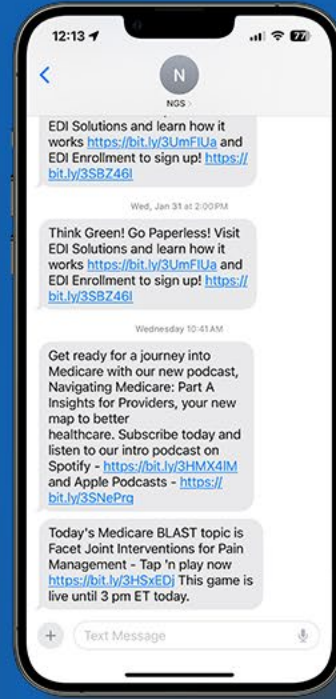 12:13
77
N
NGS
EDI Solutions and learn how it
works https://bit.ly/3UmFlUa and
EDI Enrollment to sign up! https://
bit.ly/3SBZ46l
Wed, Jan 31 at 2:00 PM
Think Green! Go Paperless! Visit
EDI Solutions and learn how it
works https://bit.ly/3UmFlUa and
EDI Enrollment to sign up! https://
bit.ly/3SBZ46l
Wednesday 10:41 AM
Get ready for a journey into
Medicare with our new podcast,
Navigating Medicare: Part A
Insights for Providers, your new
map to better
healthcare. Subscribe today and
listen to our intro podcast on
Spotify - https://bit.ly/3HMX4lM
and Apple Podcasts - https://
bit.ly/3SNePrq
Today's Medicare BLAST topic is
Facet Joint Interventions for Pain
Management - Tap 'n play now
https://bit.ly/3HSxEDj This game is
live until 3 pm ET today.
Text Message